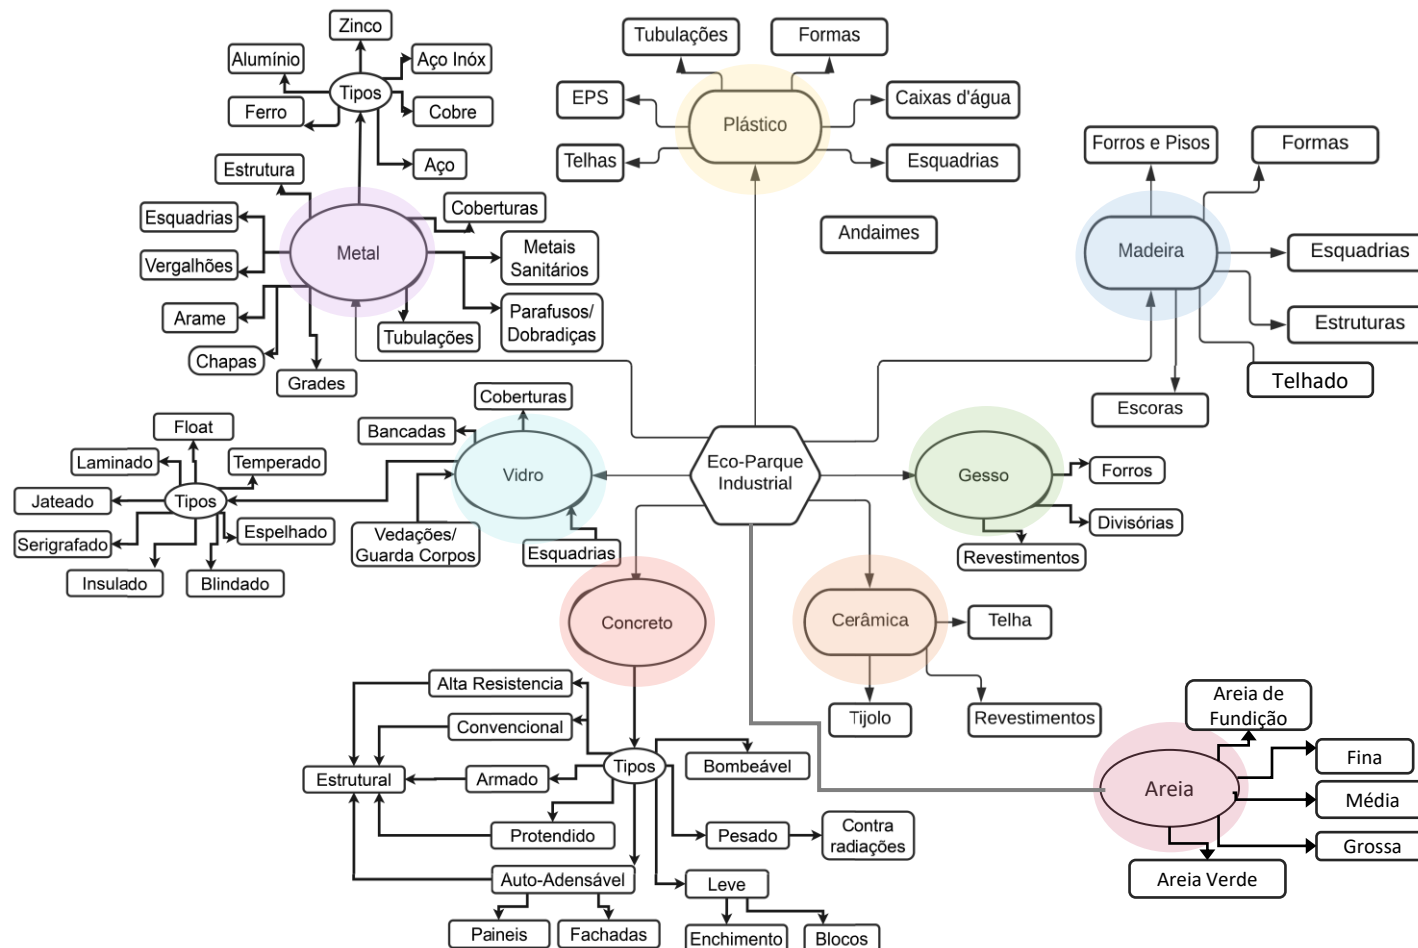 Zinco
Alumínio
Aço Inóx
Tipos
Ferro
Cobre
Aço
Estrutura
Esquadrias
Coberturas
Metal
Metais
Sanitários
Vergalhões
Arame
Parafusos/
Dobradiças
Tubulações
Chapas
Grades
Tubulações
Formas
EPS
Caixas d'água
Plástico
Telhas
Esquadrias
Andaimes
Forros e Pisos
Formas
Madeira
Esquadrias
Estruturas
Telhado
Escoras
Coberturas
Bancadas
Vidro
Vedações/
Guarda Corpos
Esquadrias
Float
Laminado
Temperado
Jateado
Tipos
Serigrafado
Espelhado
Insulado
Blindado
Eco-Parque
Industrial
Gesso
Forros
Divisórias
Revestimentos
Concreto
Cerâmica
Telha
Tijolo
Revestimentos
Alta Resistencia
Convencional
Estrutural
Armado
Tipos
Bombeável
Protendido
Pesado
Contra
radiações
Auto-Adensável
Leve
Paineis
Fachadas
Enchimento
Blocos
Areia de
Fundição
Fina
Areia
Média
Grossa
Areia Verde